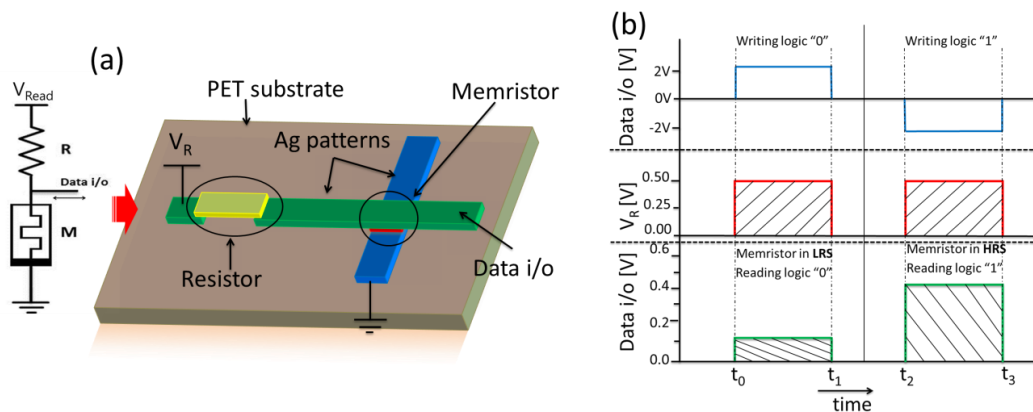 (a)
V_Read
R
Data i/o
M
PET substrate
Memristor
Ag patterns
V_R
Resistor
Data i/o
(b)
Writing logic “0”
Writing logic “1”
Data i/o [V]
2V
0V
-2V
V_R [V]
0.50
0.25
0.00
Data i/o [V]
0.6
0.4
0.2
0.0
Memristor in LRS
Reading logic “0”
Memristor in HRS
Reading logic “1”
t0
t1
t2
t3
time